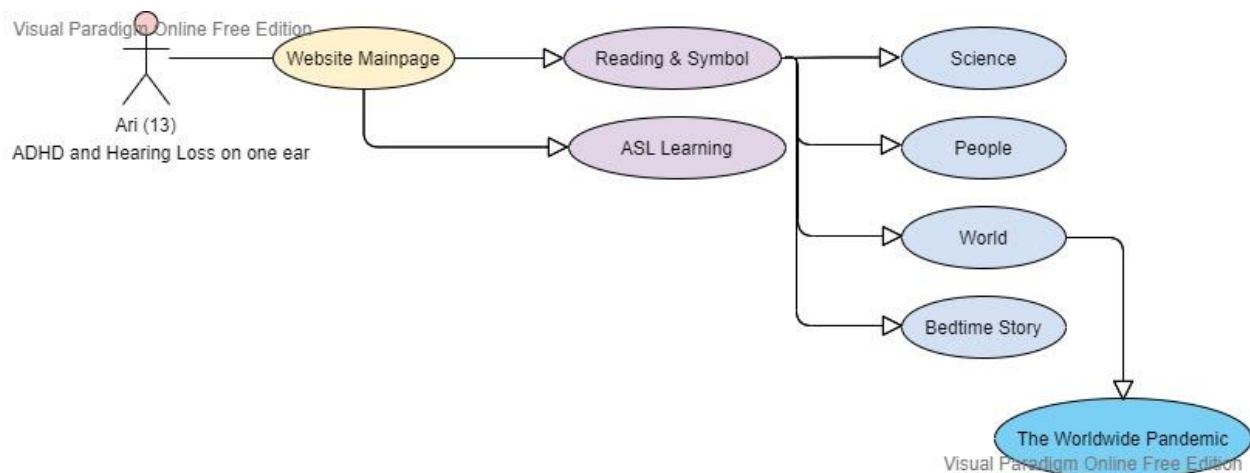 Visual Paradigm Online Free Edition
Website Mainpage
Reading & Symbol
Science
Ari (13)
ADHD and Hearing Loss on one ear
ASL Learning
People
World
Bedtime Story
The Worldwide Pandemic
Visual Paradigm Online Free Edition